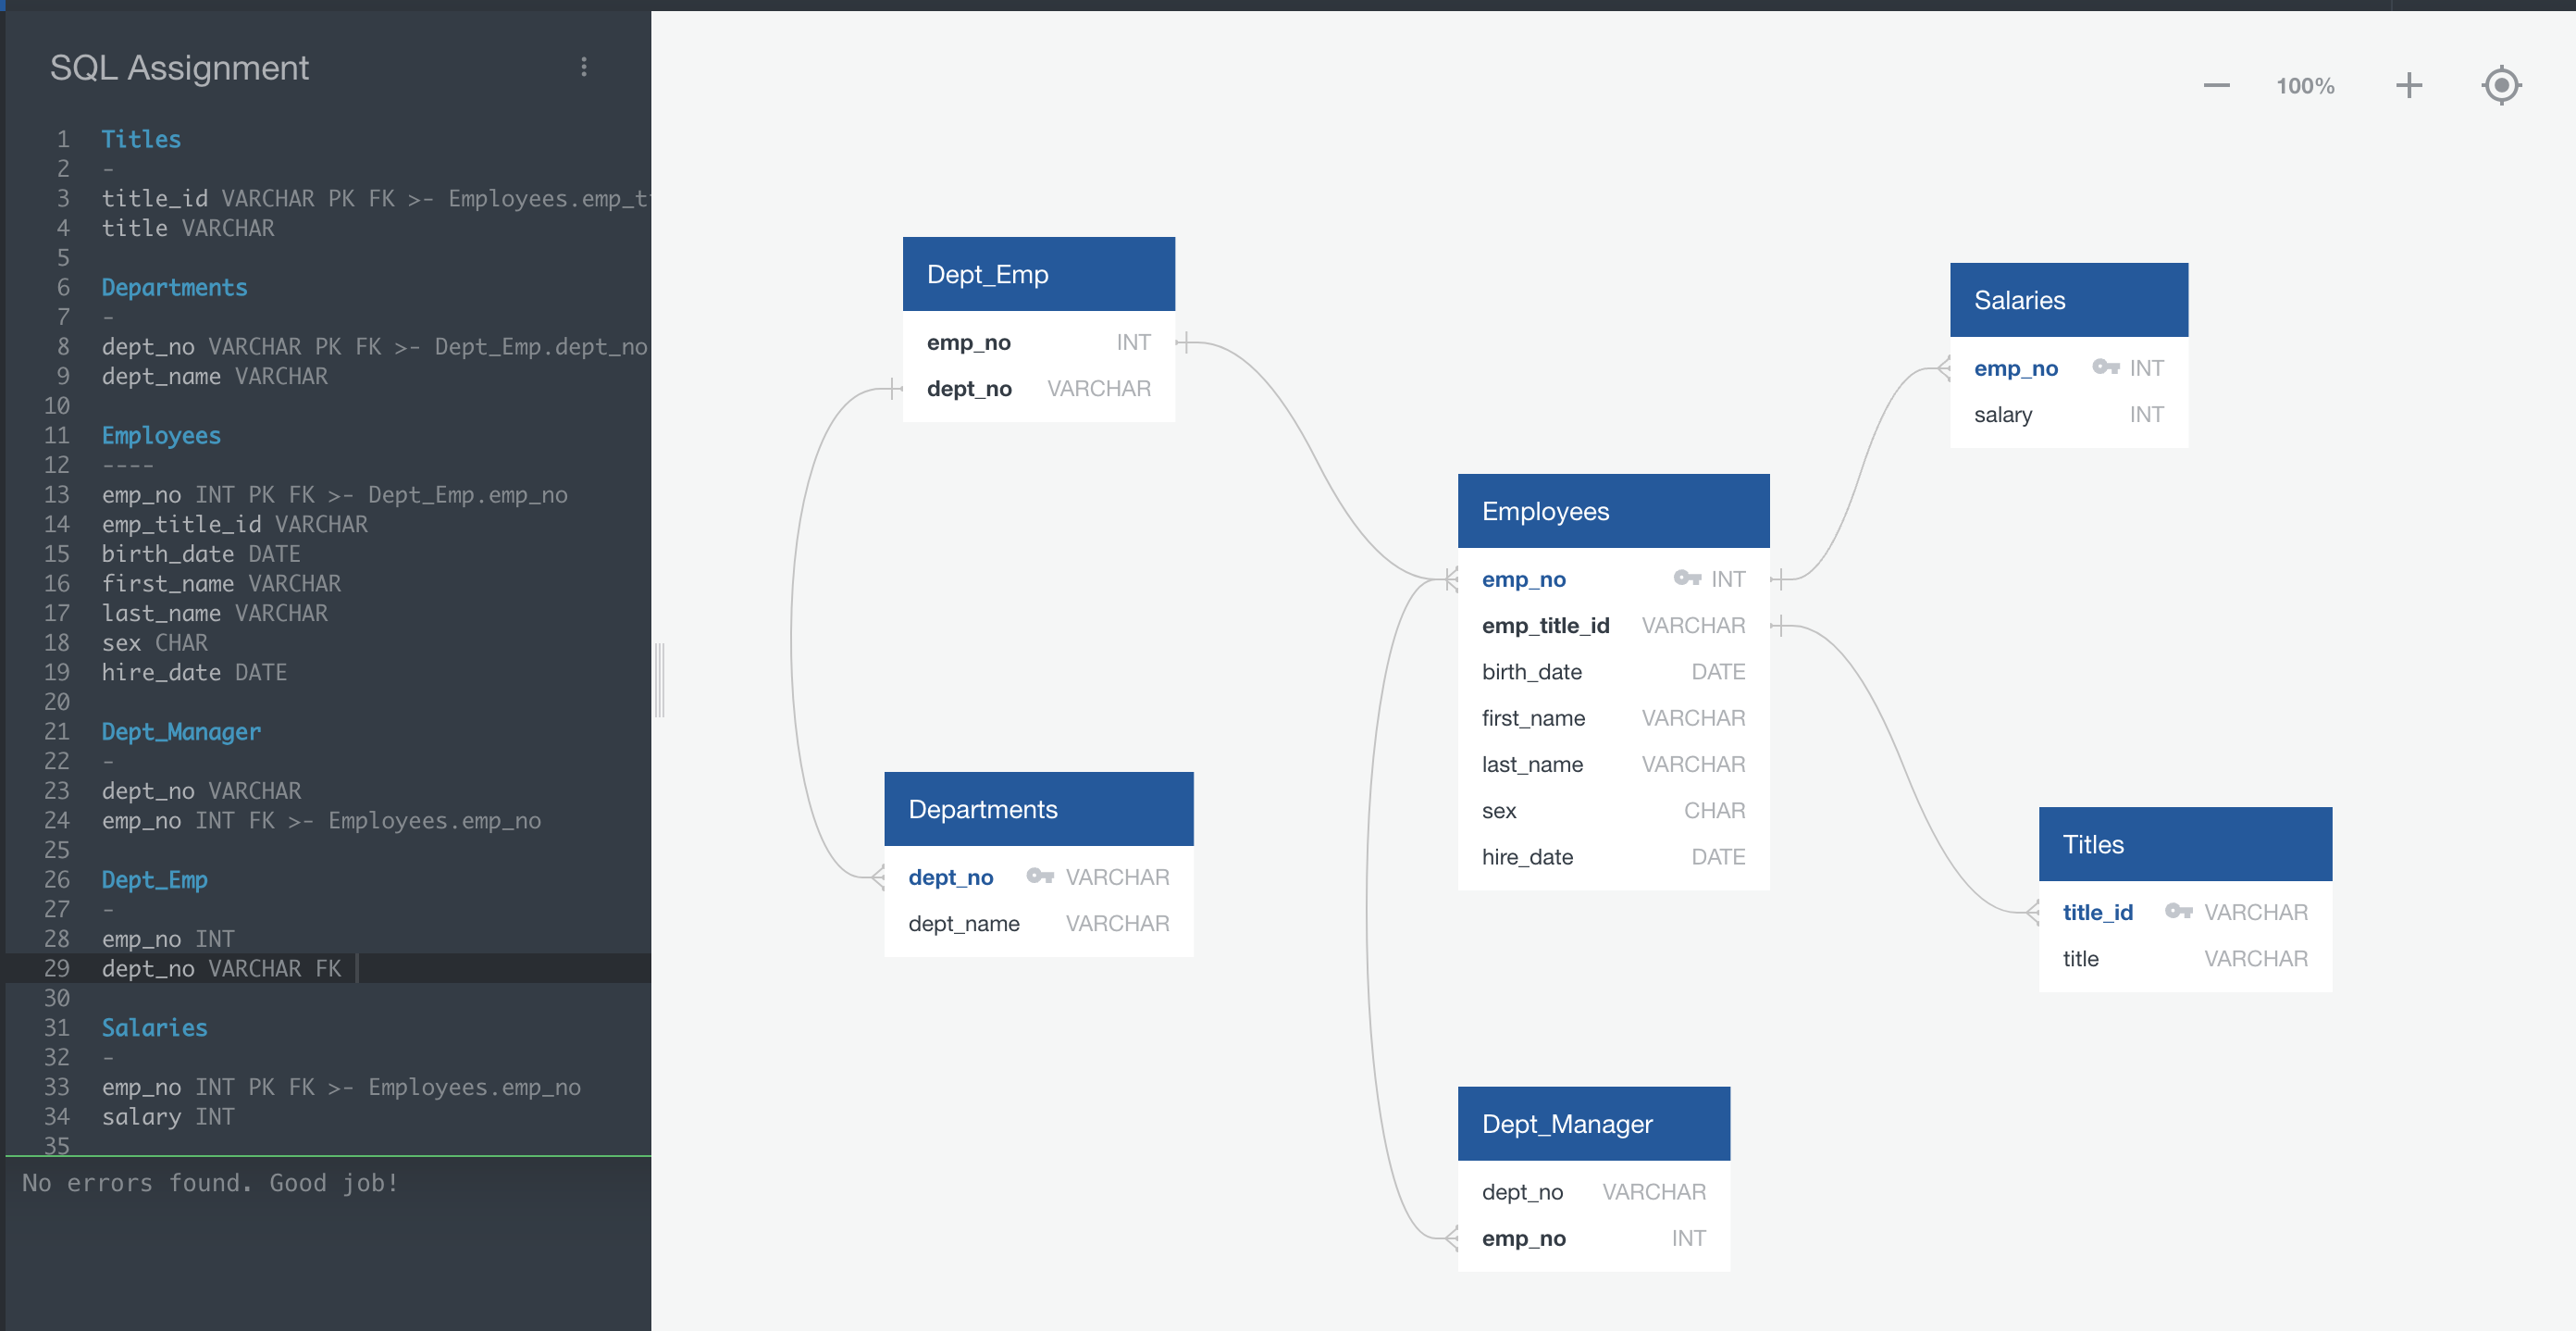 SQL Assignment
1 Titles
2 -
3 title_id VARCHAR PK FK >- Employees.emp_t
4 title VARCHAR
5
6 Departments
7 -
8 dept_no VARCHAR PK FK >- Dept_Emp.dept_no
9 dept_name VARCHAR
10
11 Employees
12 ----
13 emp_no INT PK FK >- Dept_Emp.emp_no
14 emp_title_id VARCHAR
15 birth_date DATE
16 first_name VARCHAR
17 last_name VARCHAR
18 sex CHAR
19 hire_date DATE
20
21 Dept_Manager
22 -
23 dept_no VARCHAR
24 emp_no INT FK >- Employees.emp_no
25
26 Dept_Emp
27 -
28 emp_no INT
29 dept_no VARCHAR FK
30
31 Salaries
32 -
33 emp_no INT PK FK >- Employees.emp_no
34 salary INT
35
No errors found. Good job!
100%
Dept_Emp
emp_no INT
dept_no VARCHAR
Salaries
emp_no INT
salary INT
Employees
emp_no INT
emp_title_id VARCHAR
birth_date DATE
first_name VARCHAR
last_name VARCHAR
sex CHAR
hire_date DATE
Departments
dept_no VARCHAR
dept_name VARCHAR
Titles
title_id VARCHAR
title VARCHAR
Dept_Manager
dept_no VARCHAR
emp_no INT